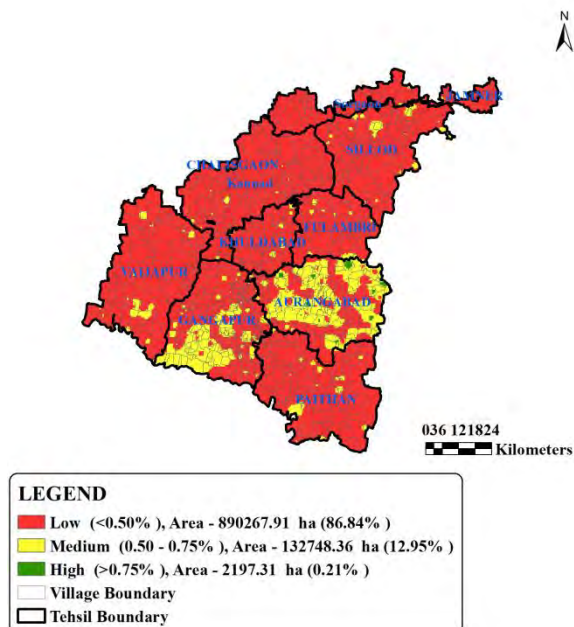 N
JAMNER
Soegaon
SILLOD
CHALISGAON
Kannad
FULAMBRI
KHULDABAD
VAIJAPUR
AURANGABAD
GANGAPUR
PAITHAN
036 121824
Kilometers
LEGEND
Low (<0.50% ), Area - 890267.91 ha (86.84% )
Medium (0.50 - 0.75% ), Area - 132748.36 ha (12.95% )
High (>0.75% ), Area - 2197.31 ha (0.21% )
Village Boundary
Tehsil Boundary